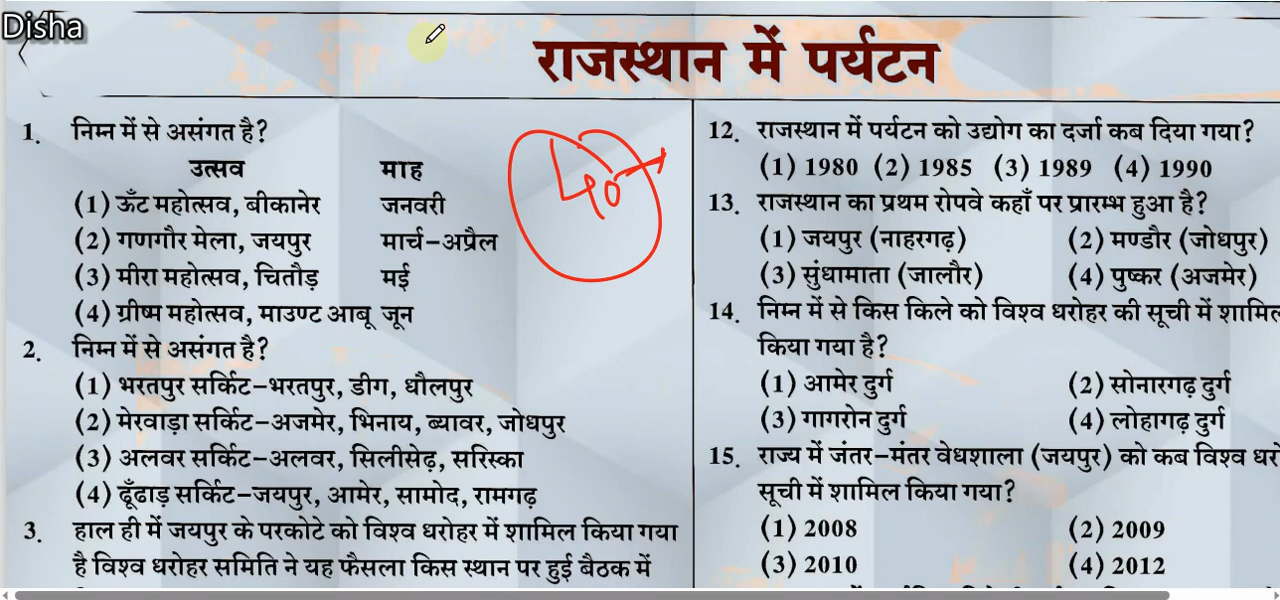 Disha
राजस्थान में पर्यटन
1. निम्न में से असंगत है?
उत्सव माह
(1) ऊँट महोत्सव, बीकानेर जनवरी
(2) गणगौर मेला, जयपुर मार्च-अप्रैल
(3) मीरा महोत्सव, चितौड़ मई
(4) ग्रीष्म महोत्सव, माउण्ट आबू जून
40
2. निम्न में से असंगत है?
(1) भरतपुर सर्किट-भरतपुर, डीग, धौलपुर
(2) मेरवाड़ा सर्किट-अजमेर, भिनाय, ब्यावर, जोधपुर
(3) अलवर सर्किट-अलवर, सिलीसेढ़, सरिस्का
(4) ढूँढाड़ सर्किट-जयपुर, आमेर, सामोद, रामगढ़
3. हाल ही में जयपुर के परकोटे को विश्व धरोहर में शामिल किया गया
है विश्व धरोहर समिति ने यह फैसला किस स्थान पर हुई बैठक में
12. राजस्थान में पर्यटन को उद्योग का दर्जा कब दिया गया?
(1) 1980 (2) 1985 (3) 1989 (4) 1990
13. राजस्थान का प्रथम रोपवे कहाँ पर प्रारम्भ हुआ है?
(1) जयपुर (नाहरगढ़) (2) मण्डौर (जोधपुर)
(3) सुंधामाता (जालौर) (4) पुष्कर (अजमेर)
14. निम्न में से किस किले को विश्व धरोहर की सूची में शामिल
किया गया है?
(1) आमेर दुर्ग (2) सोनारगढ़ दुर्ग
(3) गागरोन दुर्ग (4) लोहागढ़ दुर्ग
15. राज्य में जंतर-मंतर वेधशाला (जयपुर) को कब विश्व धरो
सूची में शामिल किया गया?
(1) 2008 (2) 2009
(3) 2010 (4) 2012